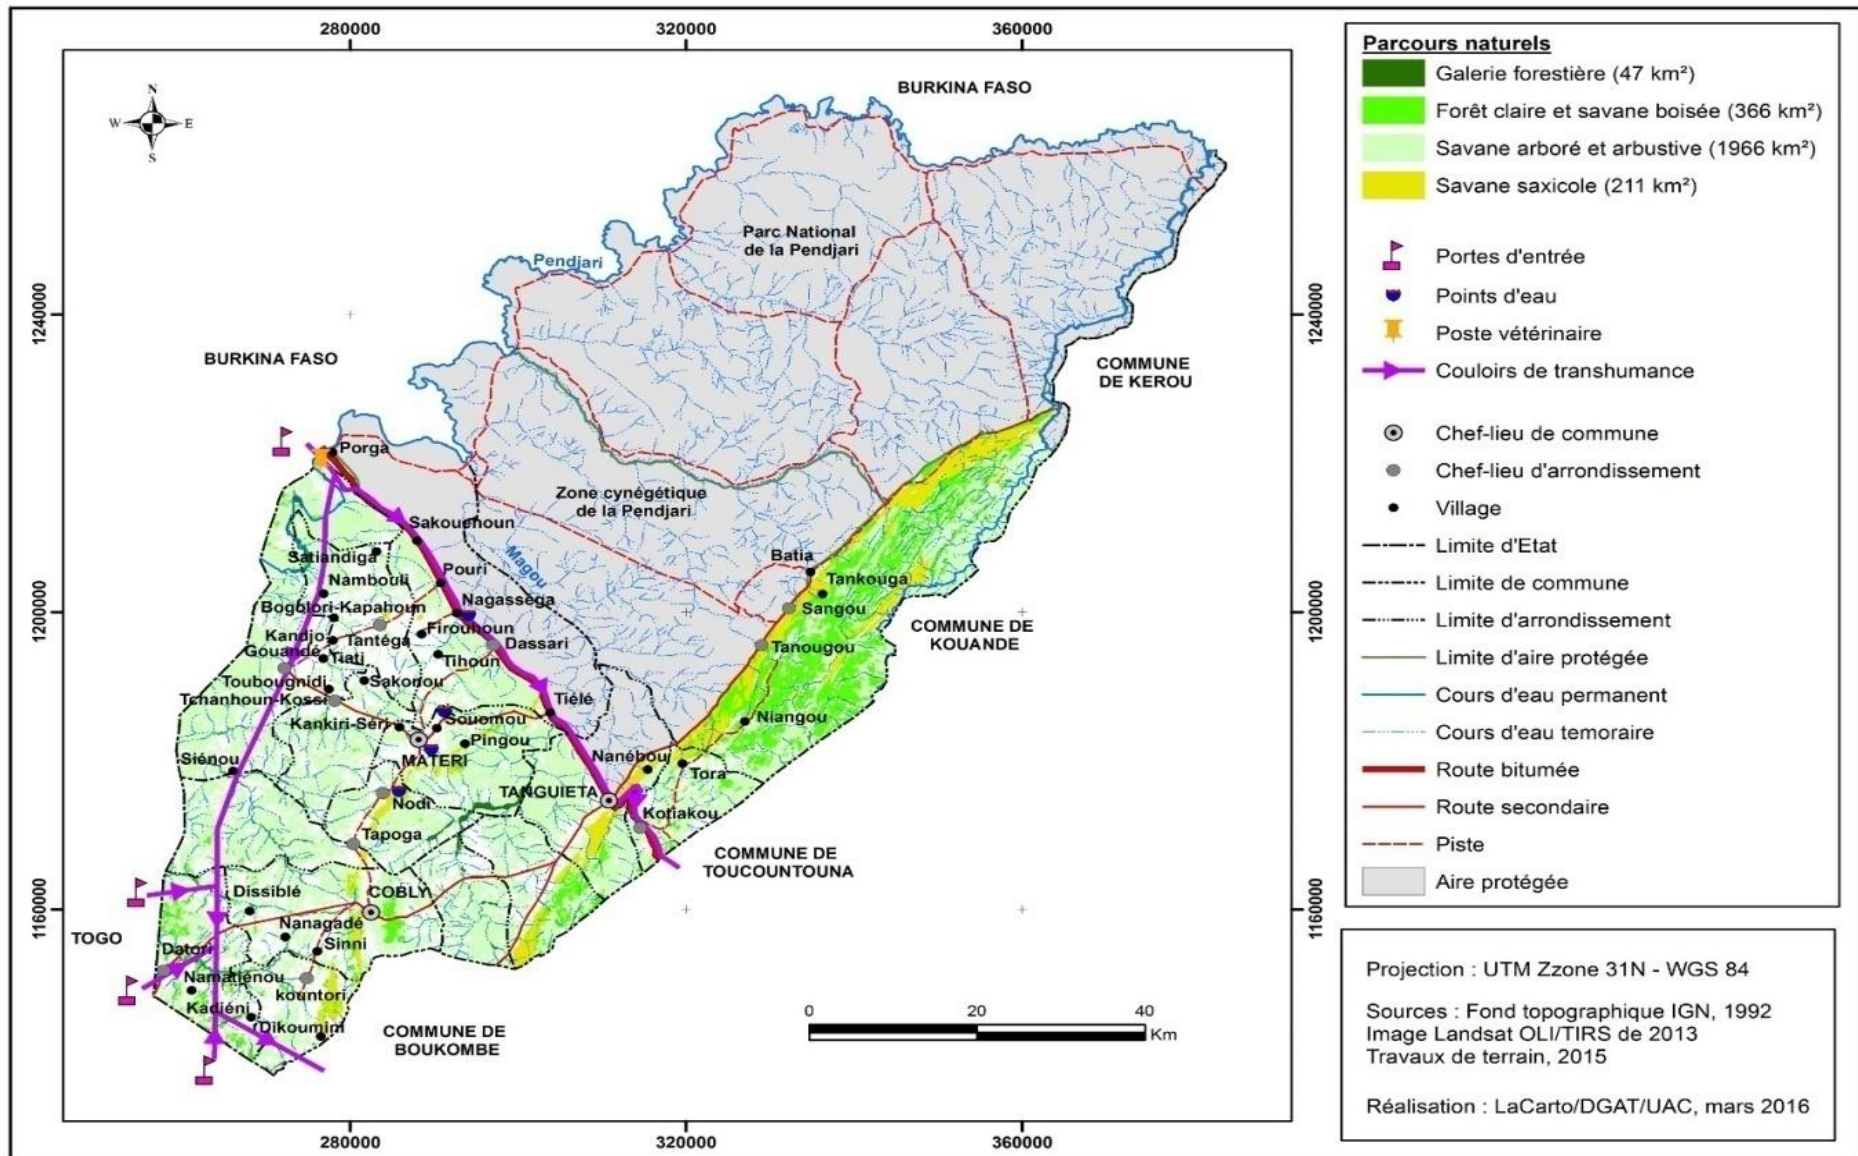 280000
320000
360000
BURKINA FASO
N
W
E
S
Parc National
de la Pendjari
Pendjari
1240000
1240000
BURKINA FASO
COMMUNE
DE KEROU
Porga
Zone cynégétique
de la Pendjari
Sakouenoun
Magou
Satiandiga
Pouri
Batia
Nambouli
Tankouga
Nagassega
Bogolori-Kapahoun
Sangou
1200000
1200000
Firouhoun
COMMUNE DE
KOUANDE
Kandjo
Tantéga
Dassari
Gouandé
Tiati
Tihoun
Tanougou
Toubougnidi
Sakonou
Tchanhoun-Kossi
Tiélé
Kankiri-Séri
Souomou
Niangou
Pingou
MATERI
Siénou
Nanébou
Tora
TANGUIETA
Nodi
Kotiakou
Tapoga
COMMUNE DE
TOUCOUNTOUNA
Dissiblé
COBLY
1160000
1160000
Nanagadé
TOGO
Datori
Sinni
Namatiénou
kountori
Kadiéni
Dikoumim
COMMUNE DE
BOUKOMBE
0
20
40
Km
280000
320000
360000
Parcours naturels
Galerie forestière (47 km²)
Forêt claire et savane boisée (366 km²)
Savane arboré et arbustive (1966 km²)
Savane saxicole (211 km²)
Portes d'entrée
Points d'eau
Poste vétérinaire
Couloirs de transhumance
Chef-lieu de commune
Chef-lieu d'arrondissement
Village
Limite d'Etat
Limite de commune
Limite d'arrondissement
Limite d'aire protégée
Cours d'eau permanent
Cours d'eau temoraire
Route bitumée
Route secondaire
Piste
Aire protégée
Projection : UTM Zzone 31N - WGS 84
Sources : Fond topographique IGN, 1992
Image Landsat OLI/TIRS de 2013
Travaux de terrain, 2015
Réalisation : LaCarto/DGAT/UAC, mars 2016